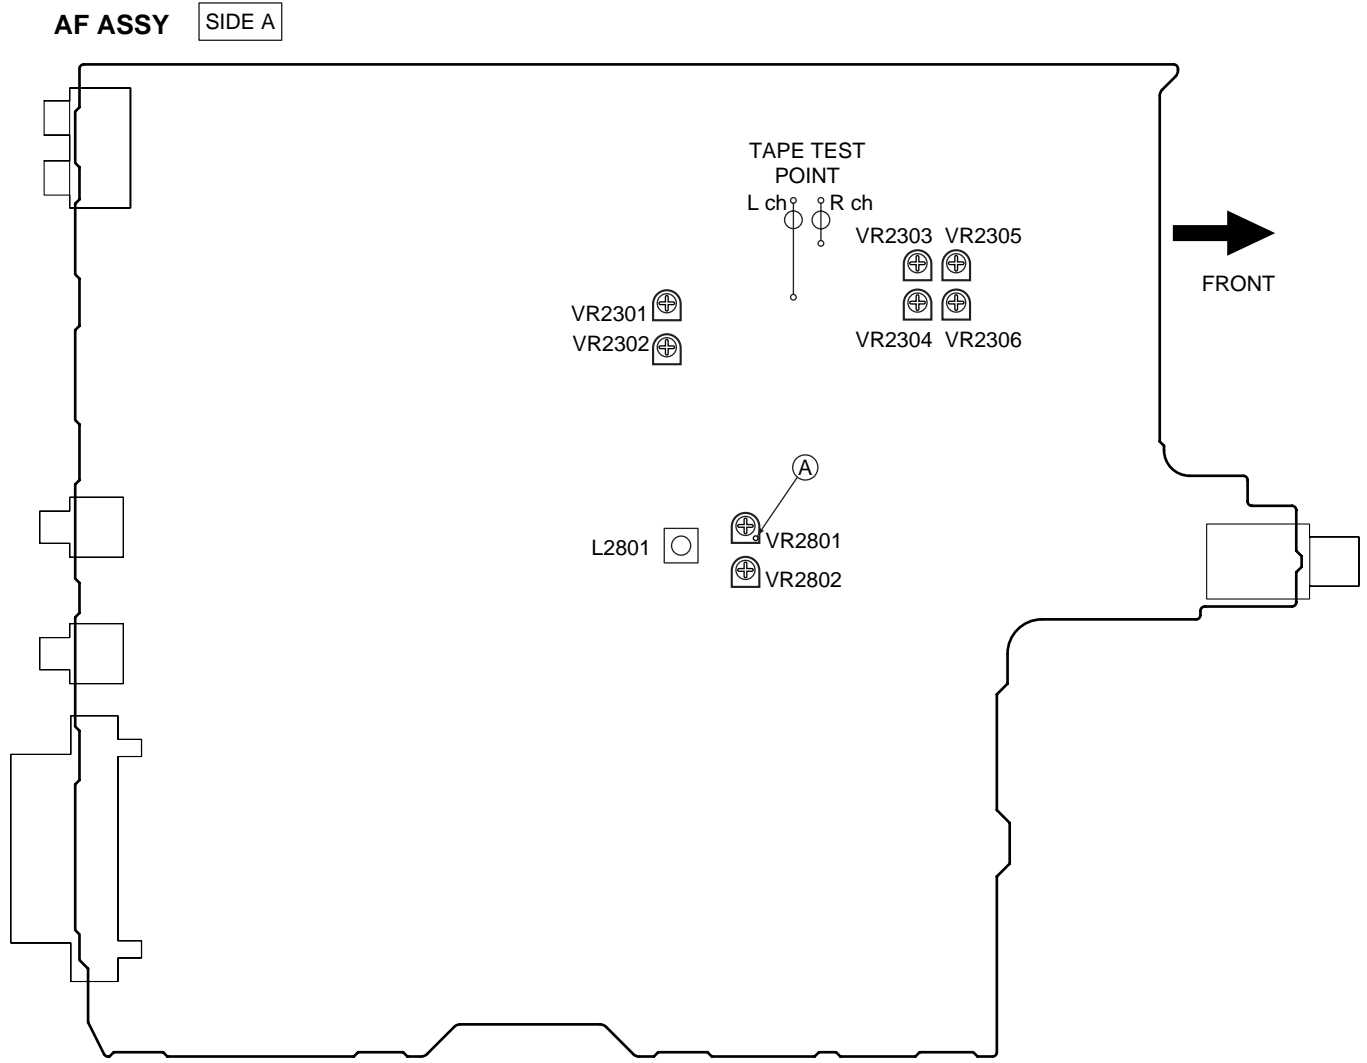 AF ASSY SIDE A
TAPE TEST
POINT
L ch R ch
VR2303 VR2305
FRONT
VR2301
VR2302
VR2304 VR2306
A
L2801
VR2801
VR2802